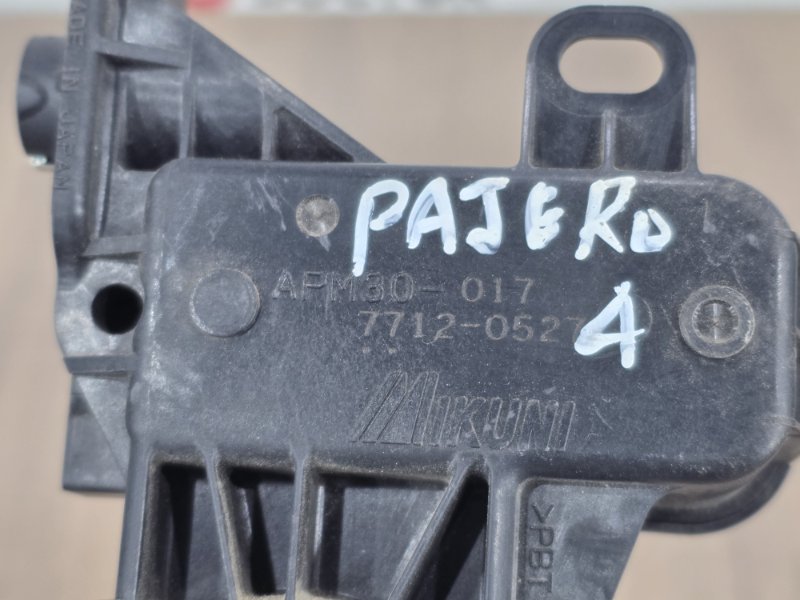 MADE IN JAPAN
PAJERO
APM30-017
7712-0527
4
MIKUNI
>PBT